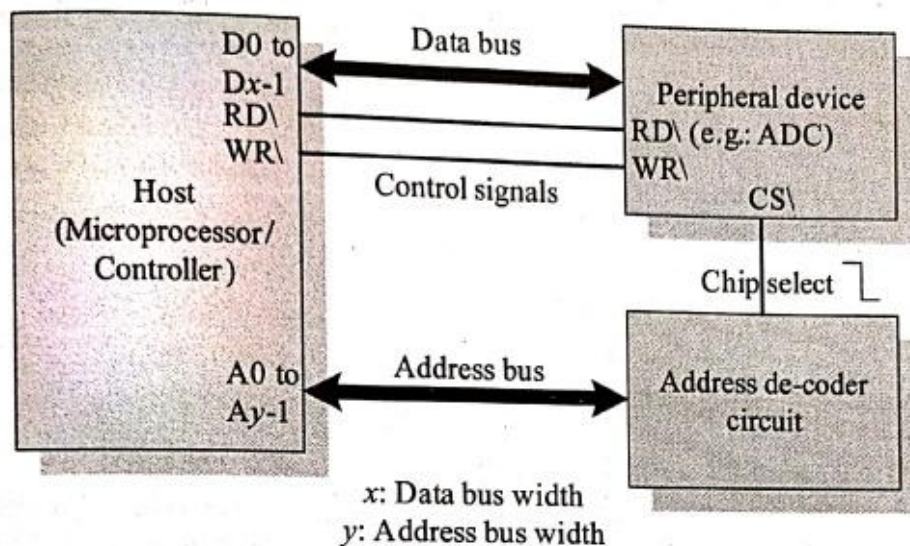 D0 to
Dx-1
RD\
WR\
Host
(Microprocessor/
Controller)
A0 to
Ay-1
Data bus
Control signals
Peripheral device
RD\ (e.g.: ADC)
WR\
CS\
Chip select
Address bus
Address de-coder
circuit
x: Data bus width
y: Address bus width